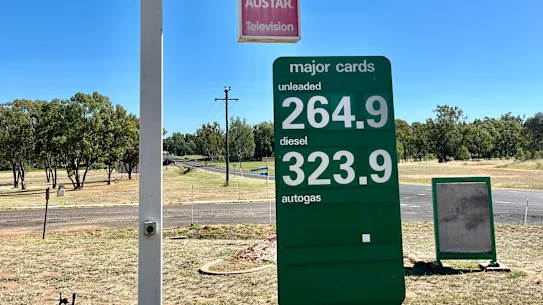 AUSTAR
Television
major cards
unleaded
264.9
diesel
323.9
autogas